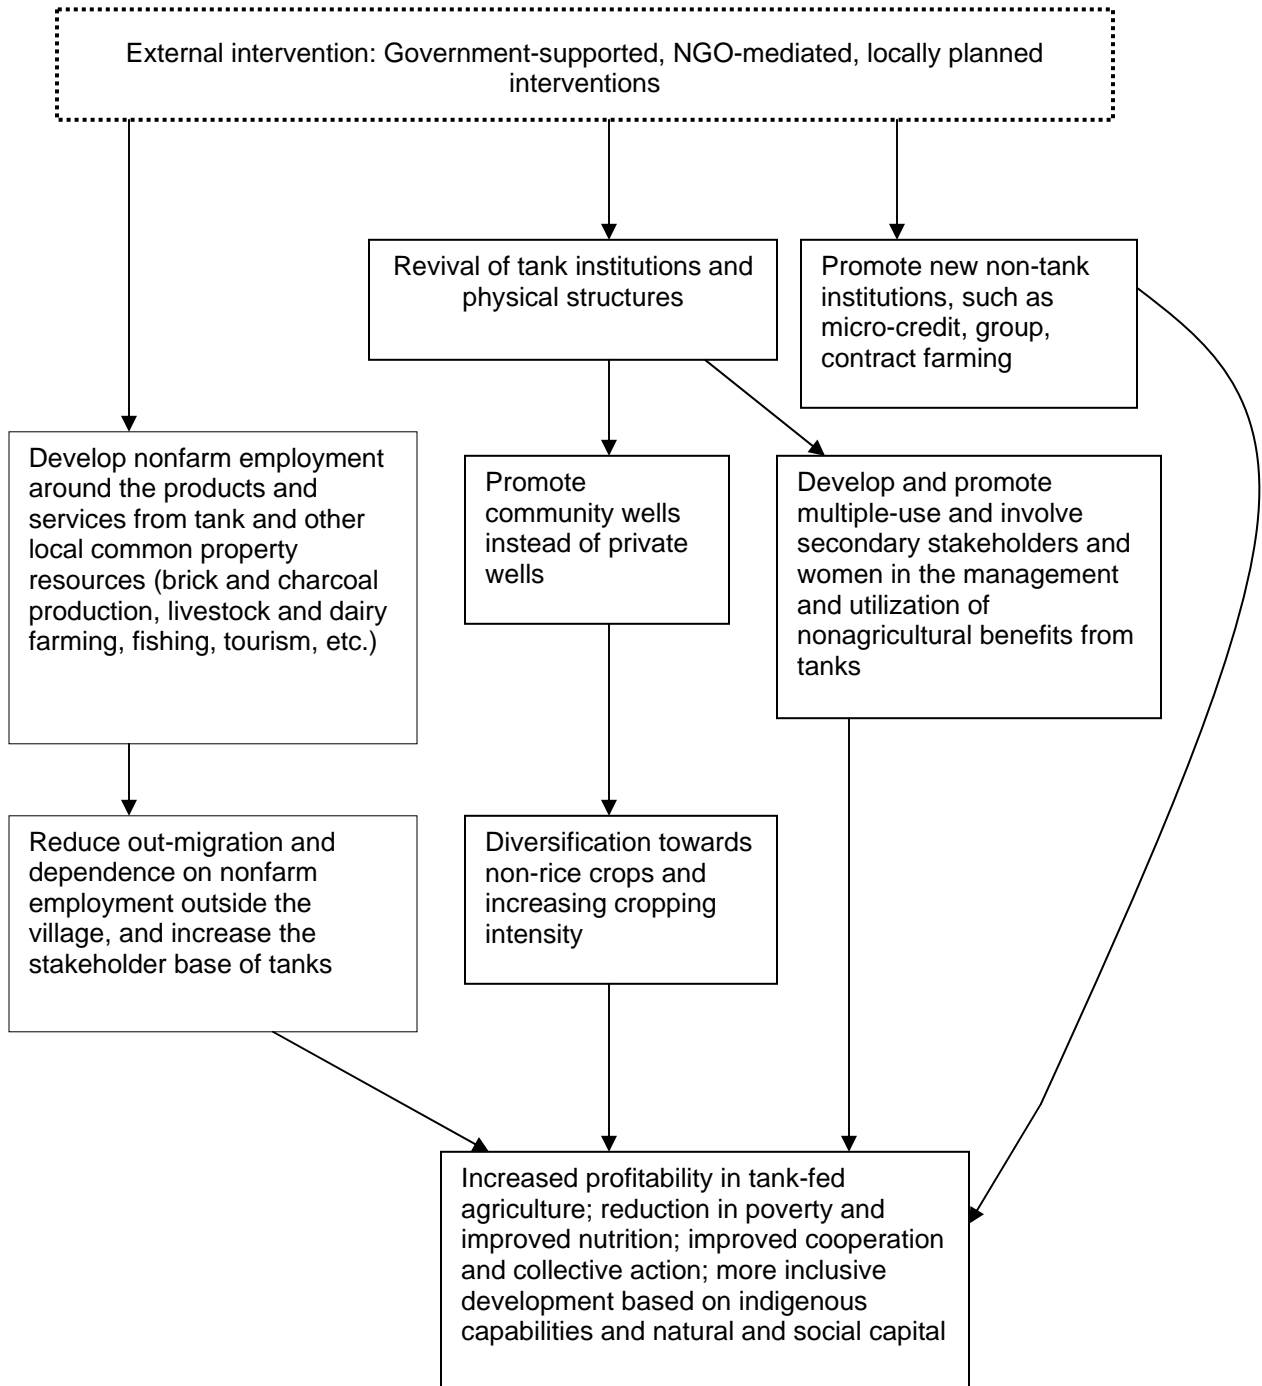 External intervention: Government-supported, NGO-mediated, locally planned
interventions
Revival of tank institutions and
physical structures
Promote new non-tank
institutions, such as
micro-credit, group,
contract farming
Develop nonfarm employment
around the products and
services from tank and other
local common property
resources (brick and charcoal
production, livestock and dairy
farming, fishing, tourism, etc.)
Promote
community wells
instead of private
wells
Develop and promote
multiple-use and involve
secondary stakeholders and
women in the management
and utilization of
nonagricultural benefits from
tanks
Reduce out-migration and
dependence on nonfarm
employment outside the
village, and increase the
stakeholder base of tanks
Diversification towards
non-rice crops and
increasing cropping
intensity
Increased profitability in tank-fed
agriculture; reduction in poverty and
improved nutrition; improved cooperation
and collective action; more inclusive
development based on indigenous
capabilities and natural and social capital